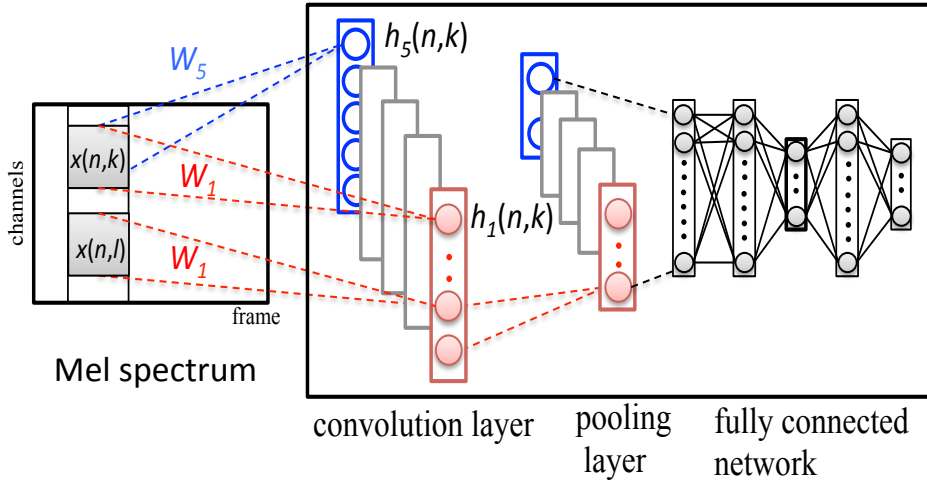 W5
h5(n,k)
channels
x(n,k)
W1
h1(n,k)
x(n,l)
W1
frame
Mel spectrum
convolution layer
pooling
layer
fully connected
network